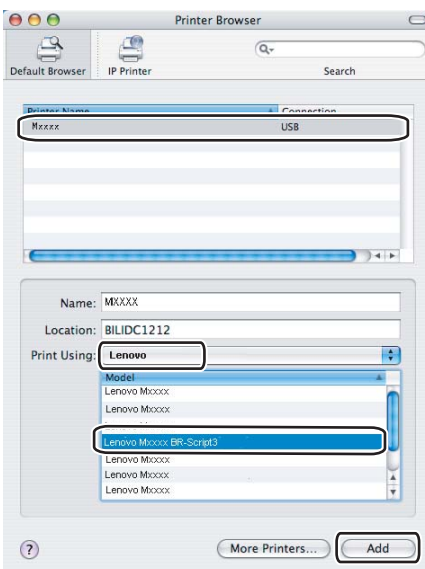 Printer Browser
Default Browser IP Printer Search
Printer Name Connection
Mxxxx USB
Name: MXXXX
Location: BILIDC1212
Print Using: Lenovo
Model
Lenovo Mxxxx
Lenovo Mxxxx
Lenovo Mxxxx BR-Script3
Lenovo Mxxxx
Lenovo Mxxxx
Lenovo Mxxxx
? More Printers... Add